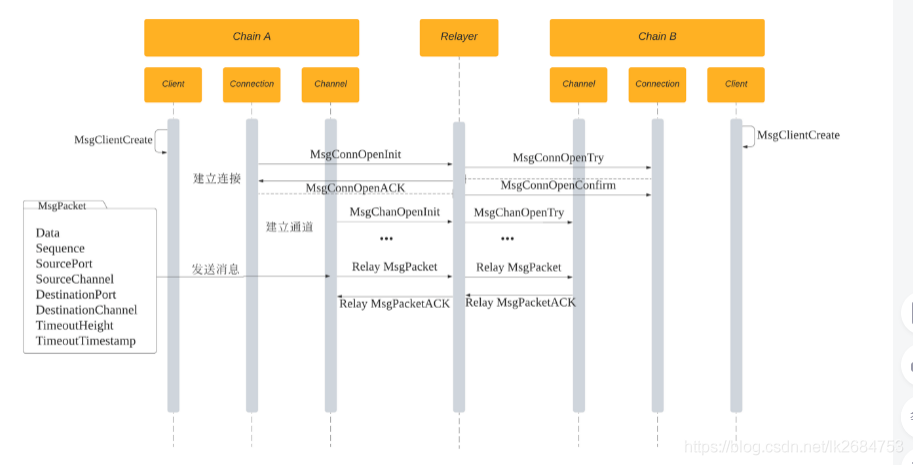 Chain A
Relayer
Chain B
Client
Connection
Channel
Channel
Connection
Client
MsgClientCreate
MsgClientCreate
MsgConnOpenInit
MsgConnOpenTry
建立连接
MsgConnOpenACK
MsgConnOpenConfirm
MsgPacket
Data
Sequence
SourcePort
SourceChannel
DestinationPort
DestinationChannel
TimeoutHeight
TimeoutTimestamp
建立通道
MsgChanOpenInit
MsgChanOpenTry
...
...
发送消息
Relay MsgPacket
Relay MsgPacket
Relay MsgPacketACK
Relay MsgPacketACK
https://blog.csdn.net/lk2684753